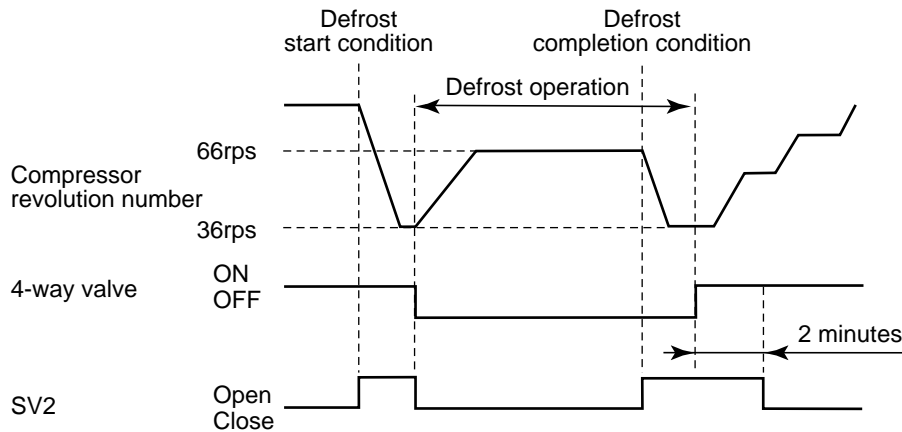 Defrost
start condition
Defrost
completion condition
Defrost operation
66rps
Compressor
revolution number
36rps
4-way valve
ON
OFF
2 minutes
SV2
Open
Close